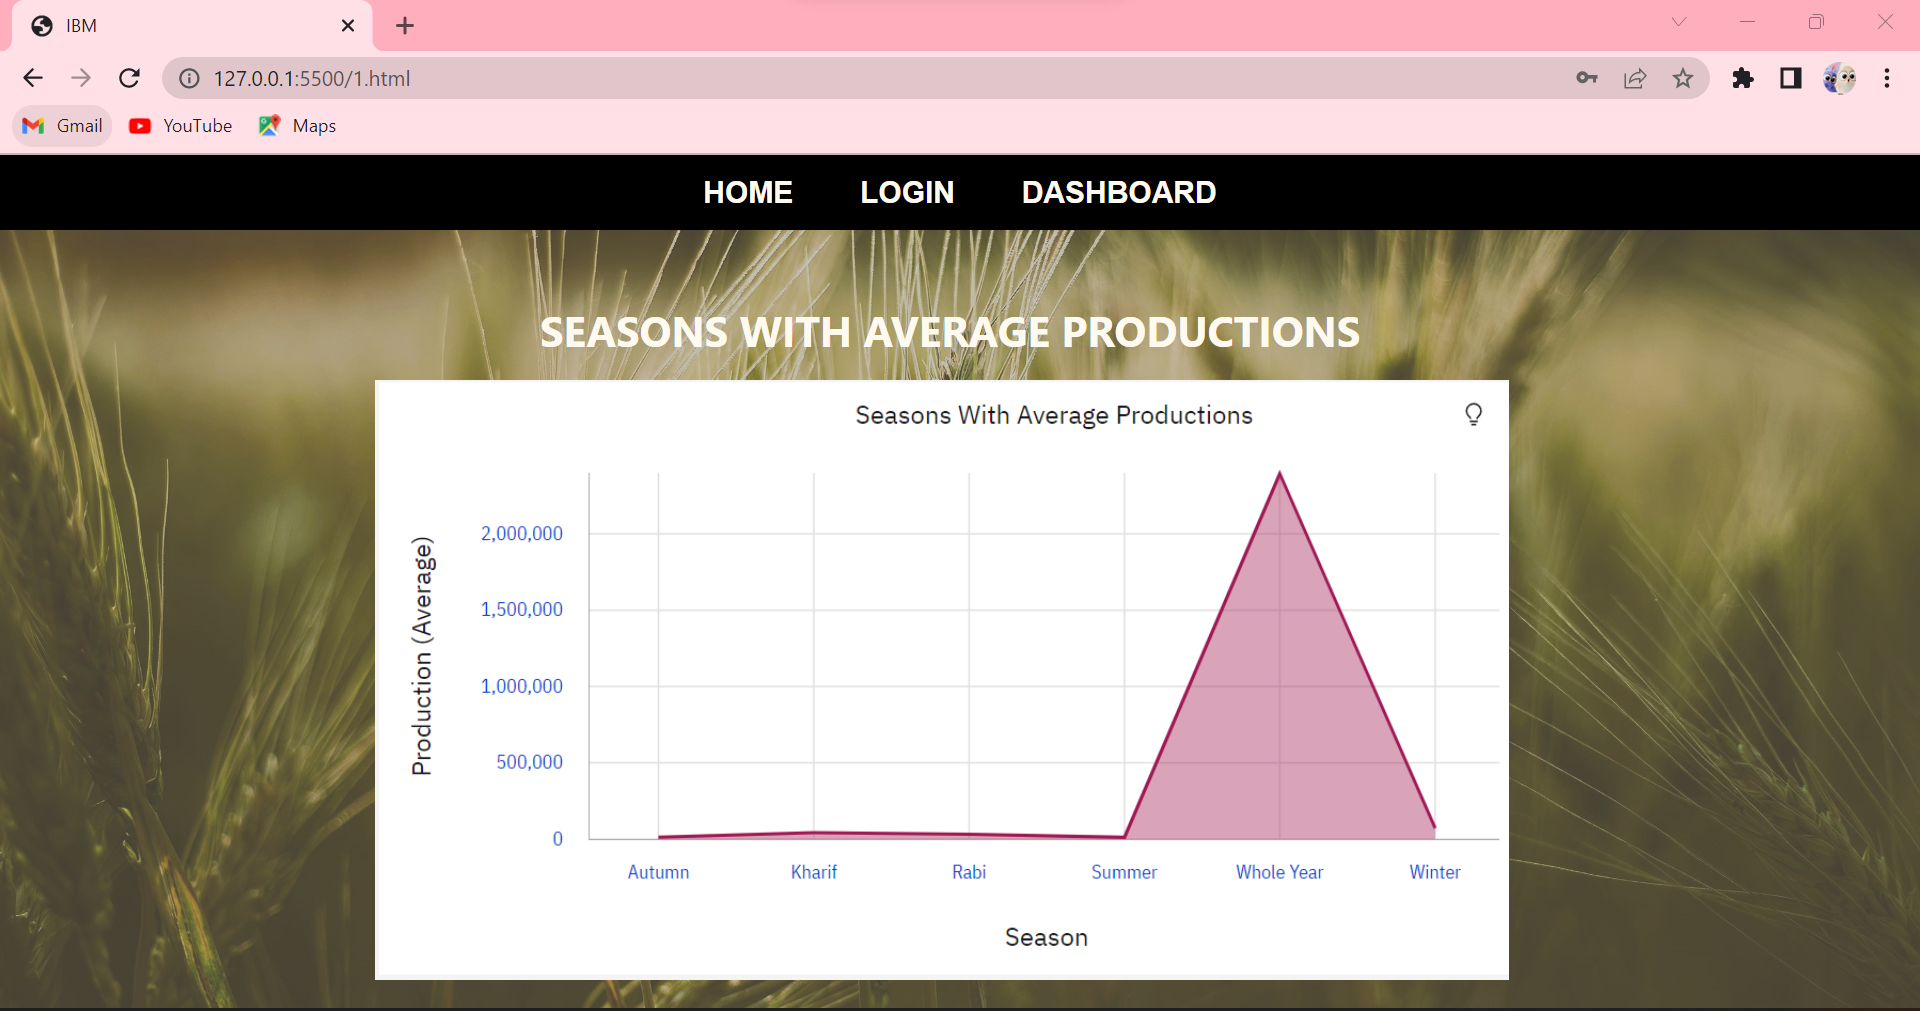 IBM
127.0.0.1:5500/1.html
Gmail YouTube Maps
HOME LOGIN DASHBOARD
SEASONS WITH AVERAGE PRODUCTIONS
Seasons With Average Productions
Production (Average)
2,000,000
1,500,000
1,000,000
500,000
0
Autumn Kharif Rabi Summer Whole Year Winter
Season